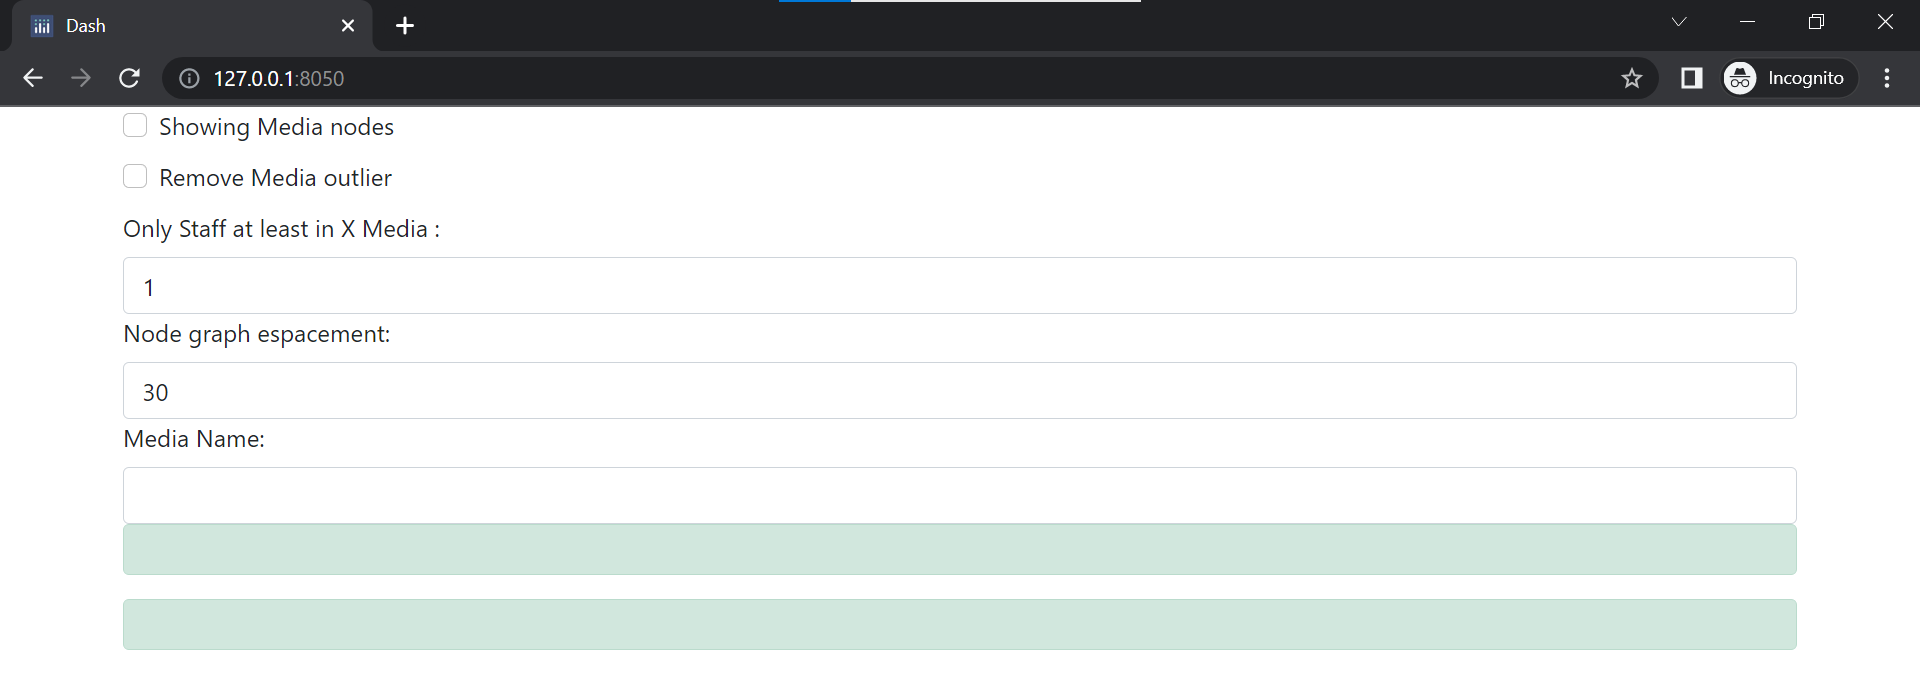 Dash
127.0.0.1:8050
Incognito
Showing Media nodes
Remove Media outlier
Only Staff at least in X Media :
1
Node graph espacement:
30
Media Name: